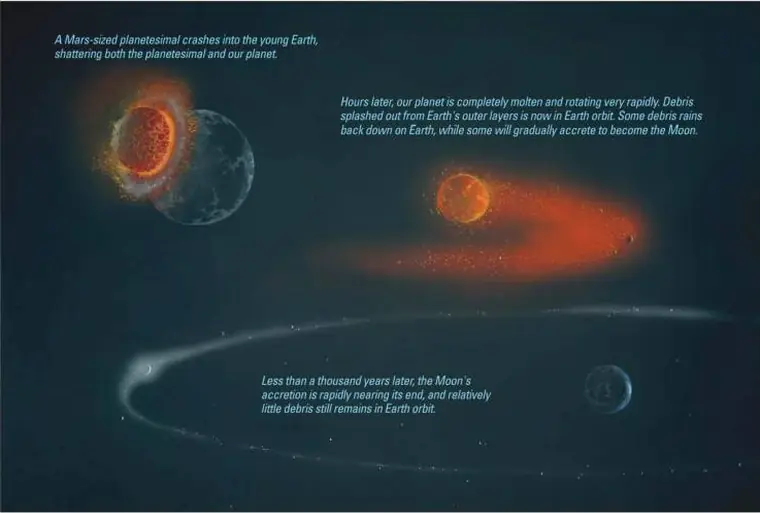 A Mars-sized planetesimal crashes into the young Earth,
shattering both the planetesimal and our planet.
Hours later, our planet is completely molten and rotating very rapidly. Debris
splashed out from Earth's outer layers is now in Earth orbit. Some debris rains
back down on Earth, while some will gradually accrete to become the Moon.
Less than a thousand years later, the Moon's
accretion is rapidly nearing its end, and relatively
little debris still remains in Earth orbit.